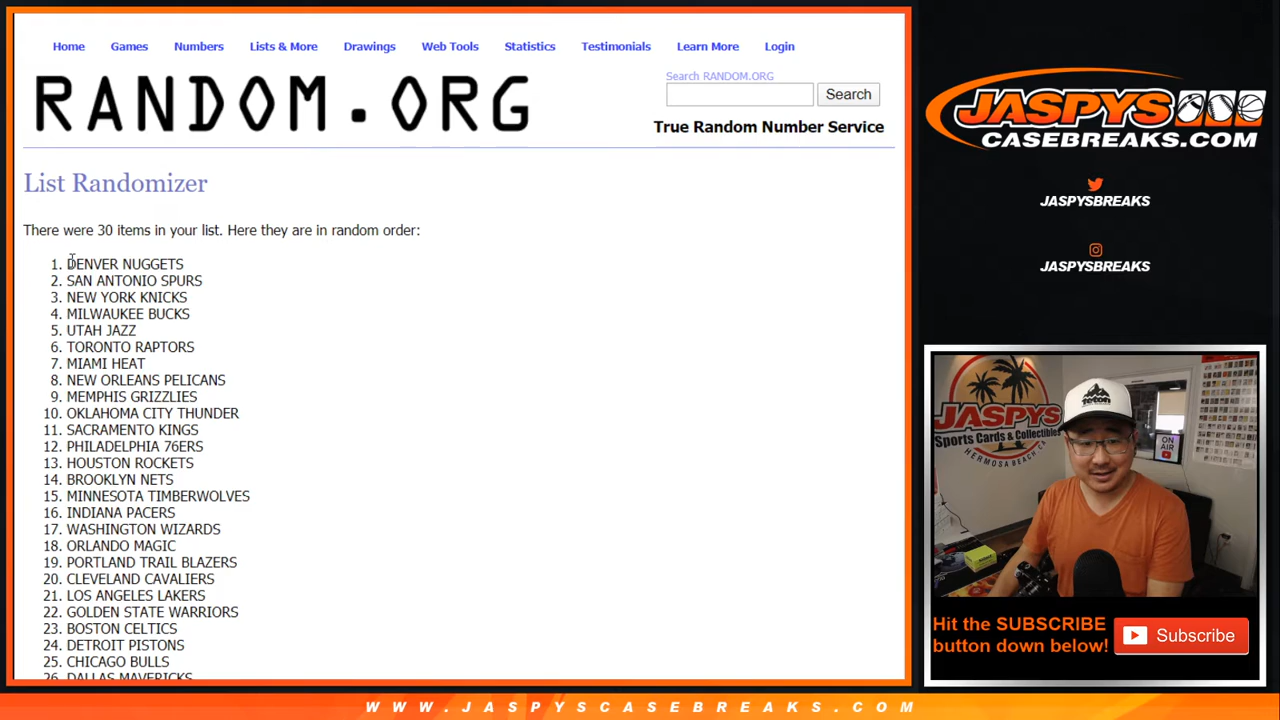 Home Games Numbers Lists & More Drawings Web Tools Statistics Testimonials Learn More Login
RANDOM.ORG
Search RANDOM.ORG
Search
True Random Number Service
List Randomizer
There were 30 items in your list. Here they are in random order:
1. DENVER NUGGETS
2. SAN ANTONIO SPURS
3. NEW YORK KNICKS
4. MILWAUKEE BUCKS
5. UTAH JAZZ
6. TORONTO RAPTORS
7. MIAMI HEAT
8. NEW ORLEANS PELICANS
9. MEMPHIS GRIZZLIES
10. OKLAHOMA CITY THUNDER
11. SACRAMENTO KINGS
12. PHILADELPHIA 76ERS
13. HOUSTON ROCKETS
14. BROOKLYN NETS
15. MINNESOTA TIMBERWOLVES
16. INDIANA PACERS
17. WASHINGTON WIZARDS
18. ORLANDO MAGIC
19. PORTLAND TRAIL BLAZERS
20. CLEVELAND CAVALIERS
21. LOS ANGELES LAKERS
22. GOLDEN STATE WARRIORS
23. BOSTON CELTICS
24. DETROIT PISTONS
25. CHICAGO BULLS
26. DALLAS MAVERICKS
JASPYS
CASEBREAKS.COM
JASPYSBREAKS
JASPYSBREAKS
JASPYS
Sports Cards & Collectibles
HERMOSA BEACH CA
Teton
ON AIR
Hit the SUBSCRIBE
button down below!
Subscribe
WWW.JASPYSCASEBREAKS.COM